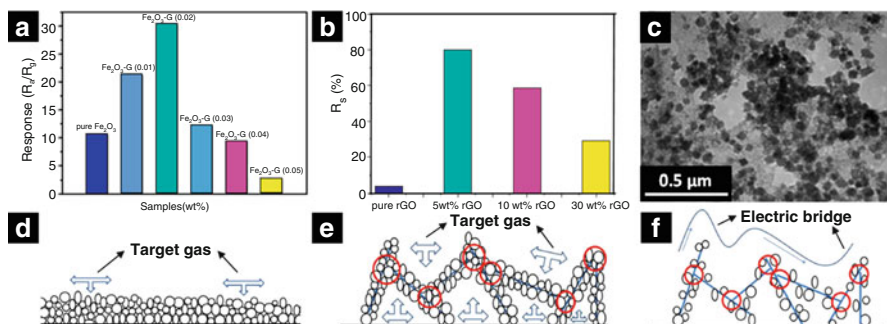 a
30
25
20
15
10
5
0
Response (Ra/Rg)
pure Fe2O3
Fe2O3-G (0.01)
Fe2O3-G (0.02)
Fe2O3-G (0.03)
Fe2O3-G (0.04)
Fe2O3-G (0.05)
Samples(wt%)
b
100
80
60
40
20
0
Rs (%)
pure rGO 5wt% rGO 10 wt% rGO 30 wt% rGO
c
0.5 µm
d
Target gas
e
Target gas
f
Electric bridge